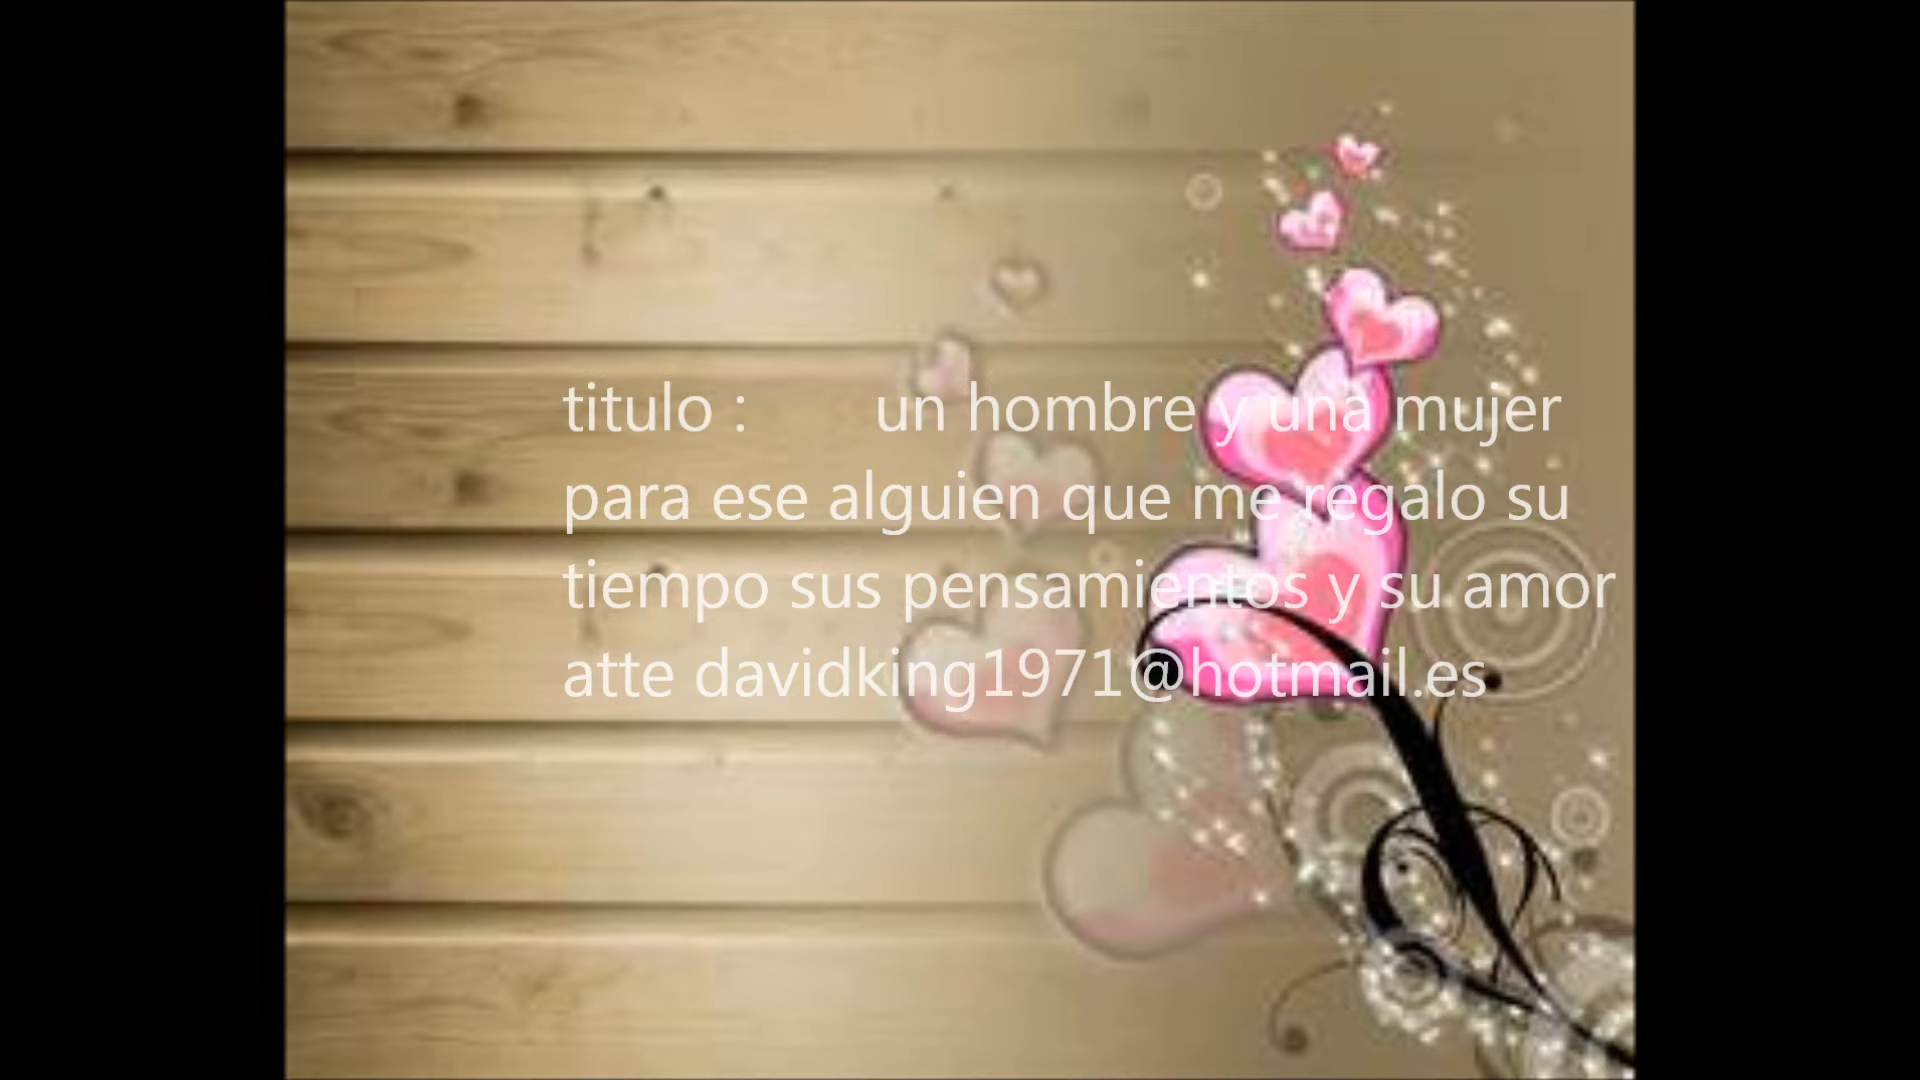 titulo : un hombre y una mujer
para ese alguien que me regalo su
tiempo sus pensamientos y su amor
atte davidking1971@hotmail.es